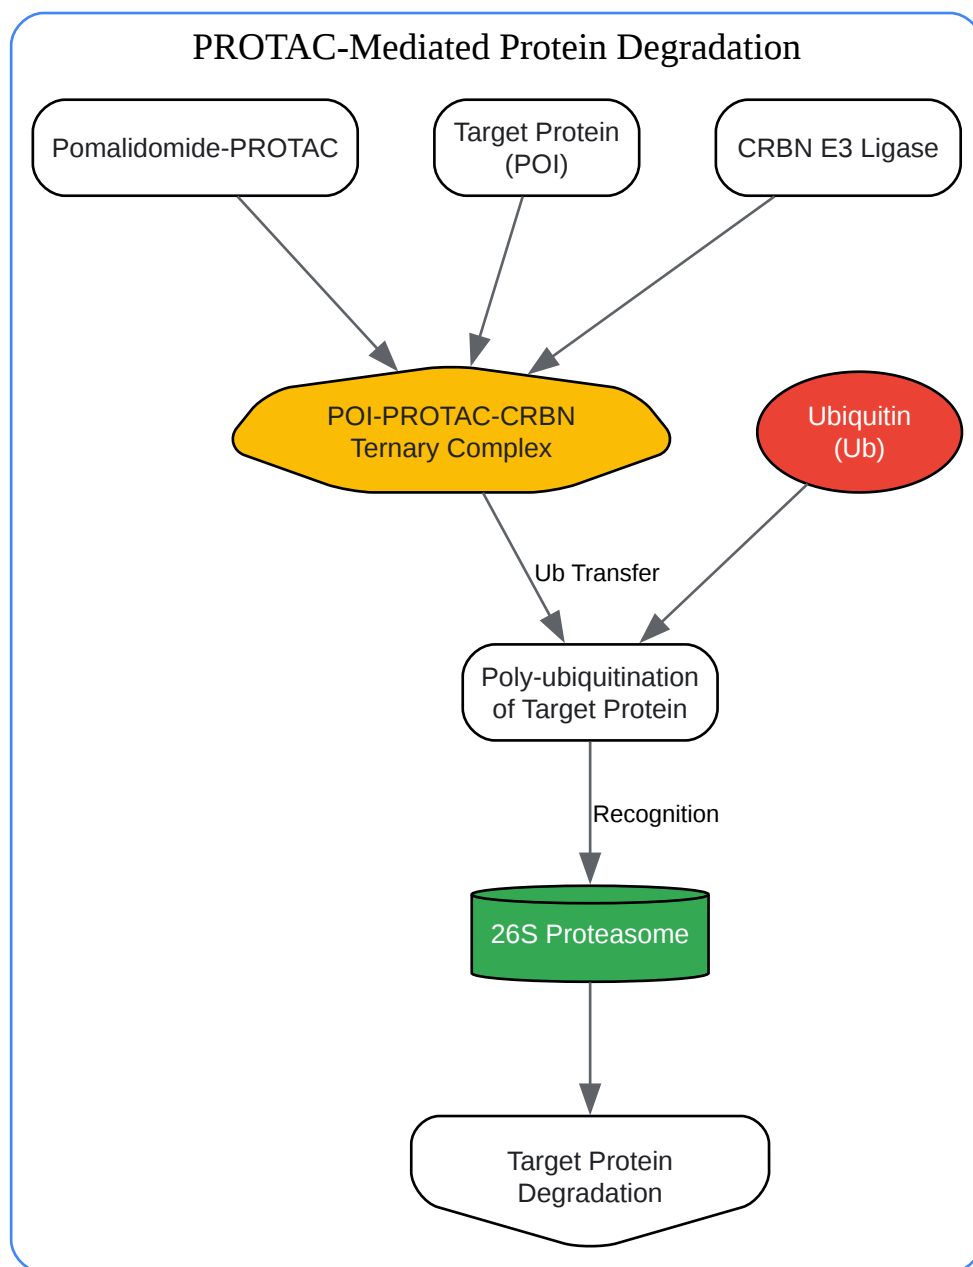 PROTAC-Mediated Protein Degradation
Pomalidomide-PROTAC
Target Protein
(POI)
CRBN E3 Ligase
POI-PROTAC-CRBN
Ternary Complex
Ubiquitin
(Ub)
Ub Transfer
Poly-ubiquitination
of Target Protein
Recognition
26S Proteasome
Target Protein
Degradation